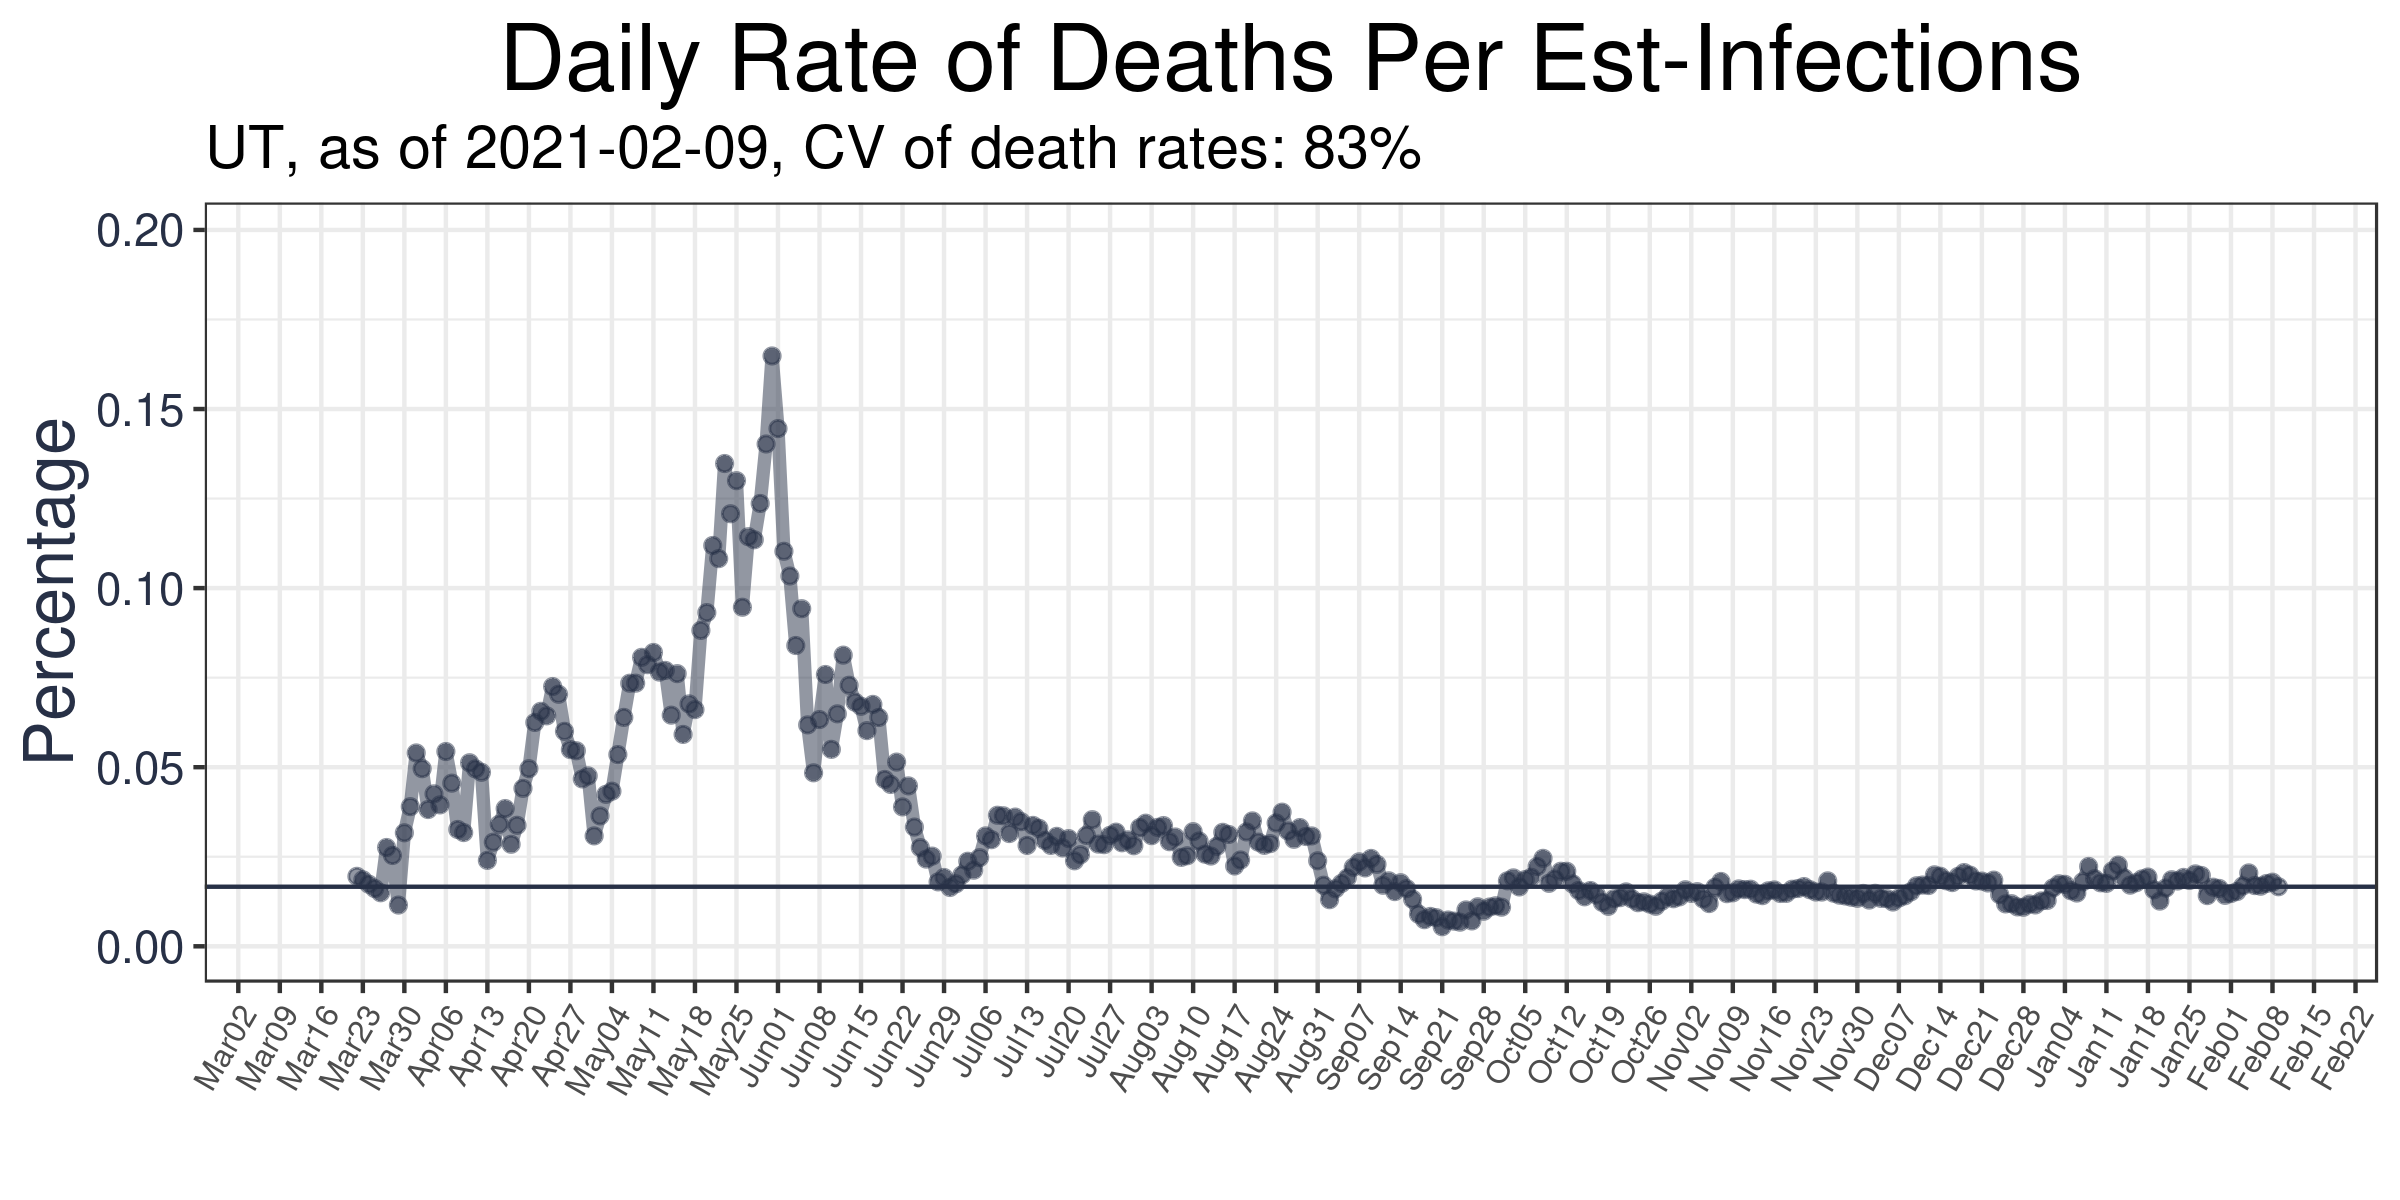 Daily Rate of Deaths Per Est-Infections
UT, as of 2021-02-09, CV of death rates: 83%
Percentage
0.20
0.15
0.10
0.05
0.00
Mar02
Mar09
Mar16
Mar23
Mar30
Apr06
Apr13
Apr20
Apr27
May04
May11
May18
May25
Jun01
Jun08
Jun15
Jun22
Jun29
Jul06
Jul13
Jul20
Jul27
Aug03
Aug10
Aug17
Aug24
Aug31
Sep07
Sep14
Sep21
Sep28
Oct05
Oct12
Oct19
Oct26
Nov02
Nov09
Nov16
Nov23
Nov30
Dec07
Dec14
Dec21
Dec28
Jan04
Jan11
Jan18
Jan25
Feb01
Feb08
Feb15
Feb22